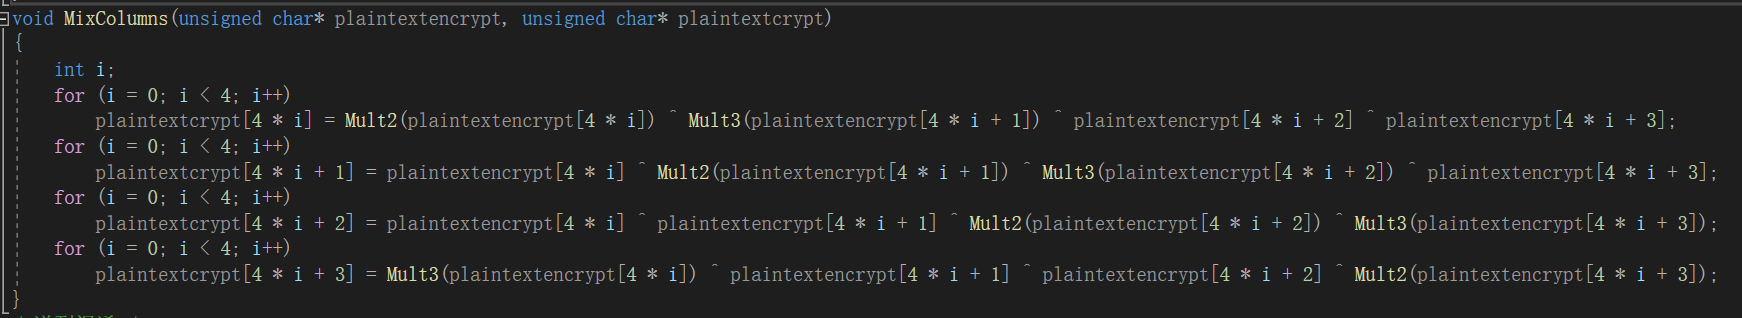 void MixColumns(unsigned char* plaintextencrypt, unsigned char* plaintextcrypt)
{
    int i;
    for (i = 0; i < 4; i++)
        plaintextcrypt[4 * i] = Mult2(plaintextencrypt[4 * i]) ^ Mult3(plaintextencrypt[4 * i + 1]) ^ plaintextencrypt[4 * i + 2] ^ plaintextencrypt[4 * i + 3];
    for (i = 0; i < 4; i++)
        plaintextcrypt[4 * i + 1] = plaintextencrypt[4 * i] ^ Mult2(plaintextencrypt[4 * i + 1]) ^ Mult3(plaintextencrypt[4 * i + 2]) ^ plaintextencrypt[4 * i + 3];
    for (i = 0; i < 4; i++)
        plaintextcrypt[4 * i + 2] = plaintextencrypt[4 * i] ^ plaintextencrypt[4 * i + 1] ^ Mult2(plaintextencrypt[4 * i + 2]) ^ Mult3(plaintextencrypt[4 * i + 3]);
    for (i = 0; i < 4; i++)
        plaintextcrypt[4 * i + 3] = Mult3(plaintextencrypt[4 * i]) ^ plaintextencrypt[4 * i + 1] ^ plaintextencrypt[4 * i + 2] ^ Mult2(plaintextencrypt[4 * i + 3]);
}